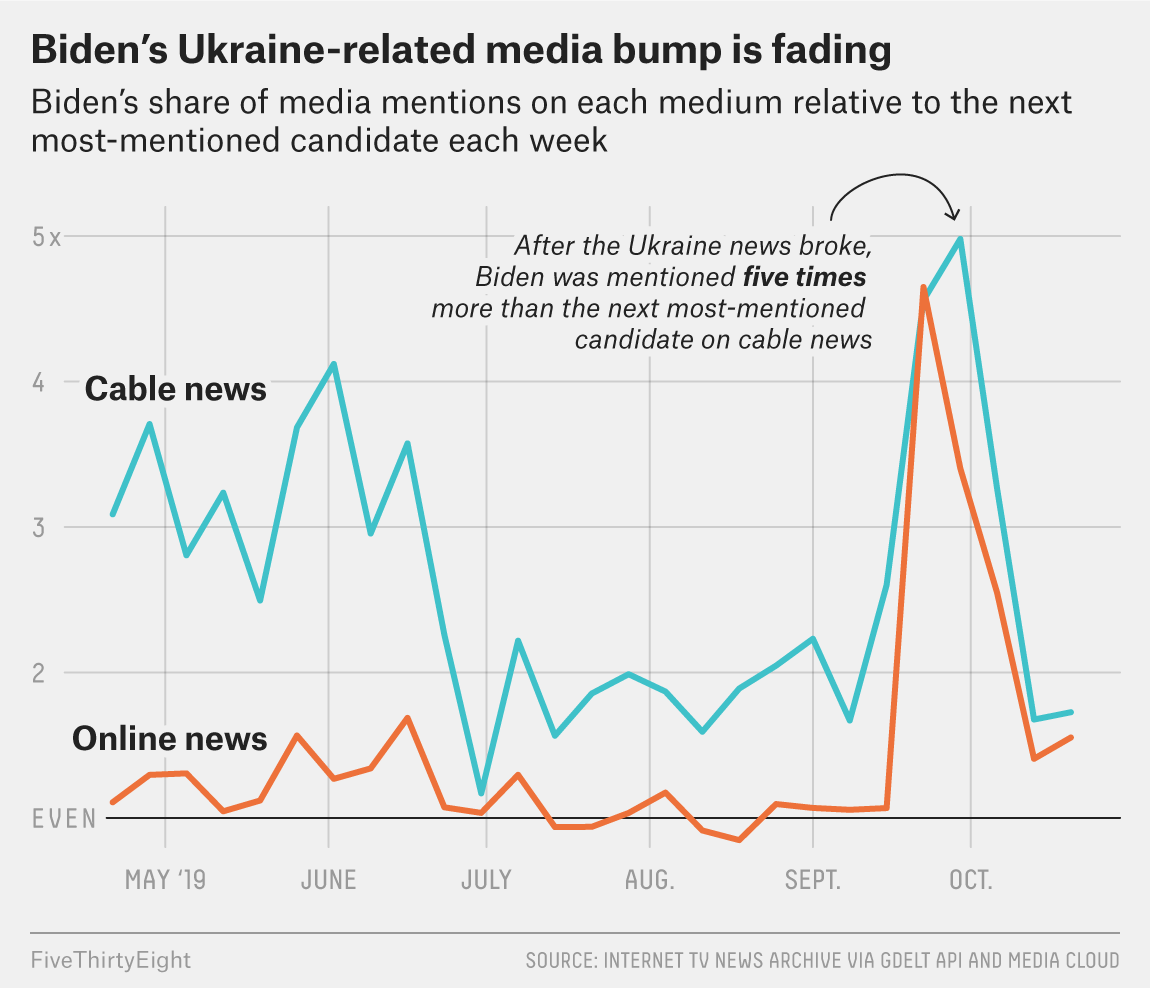 Biden’s Ukraine-related media bump is fading
Biden’s share of media mentions on each medium relative to the next
most-mentioned candidate each week
5x
After the Ukraine news broke,
Biden was mentioned five times
more than the next most-mentioned
candidate on cable news
4
Cable news
3
2
Online news
EVEN
MAY ‘19
JUNE
JULY
AUG.
SEPT.
OCT.
FiveThirtyEight
SOURCE: INTERNET TV NEWS ARCHIVE VIA GDELT API AND MEDIA CLOUD